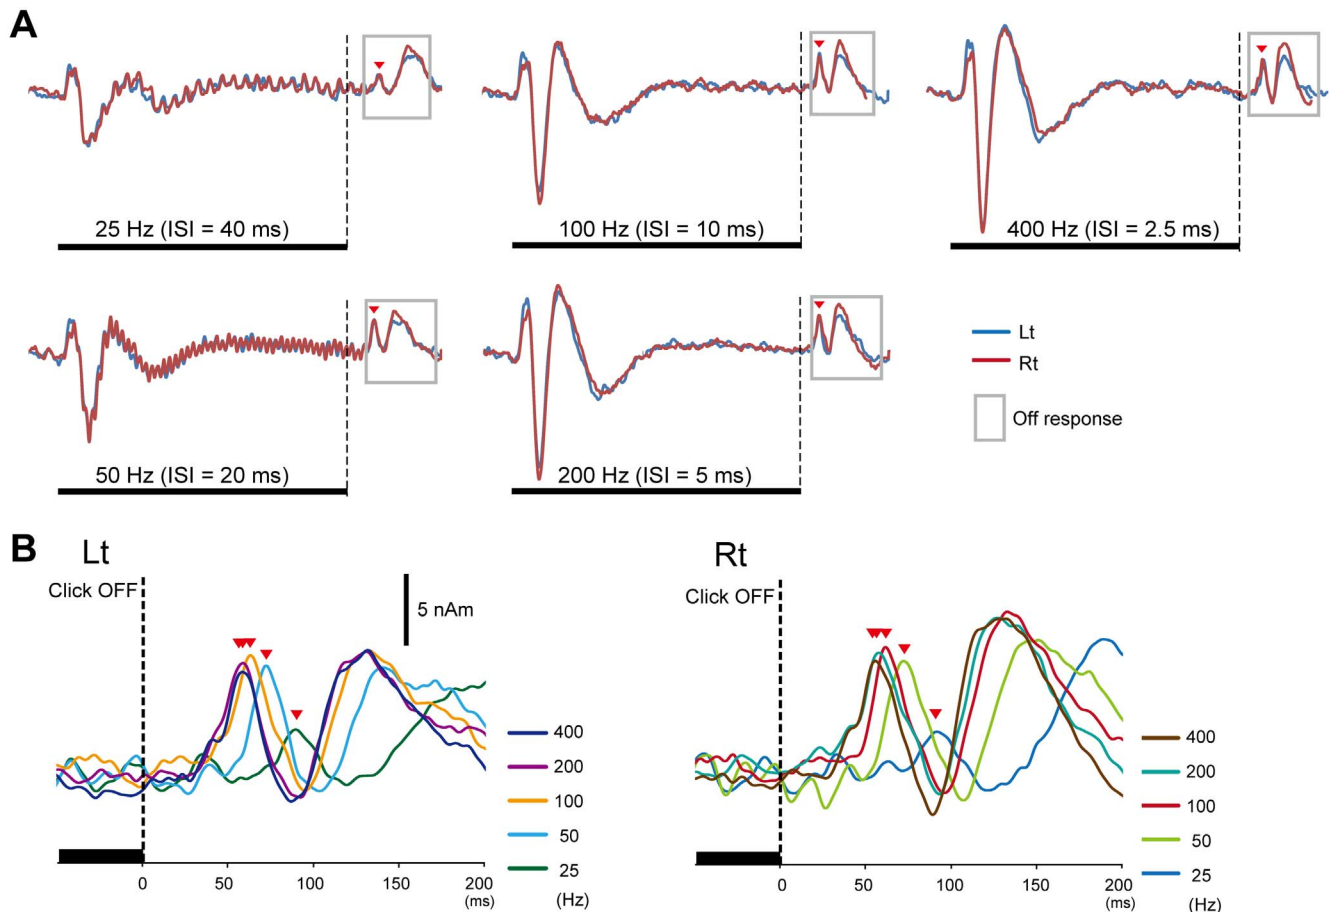 A
25 Hz (ISI = 40 ms)
100 Hz (ISI = 10 ms)
400 Hz (ISI = 2.5 ms)
50 Hz (ISI = 20 ms)
200 Hz (ISI = 5 ms)
Lt
Rt
Off response
B
Lt
Click OFF
5 nAm
400
200
100
50
25
(Hz)
0 50 100 150 200
(ms)
Rt
Click OFF
400
200
100
50
25
(Hz)
0 50 100 150 200
(ms)